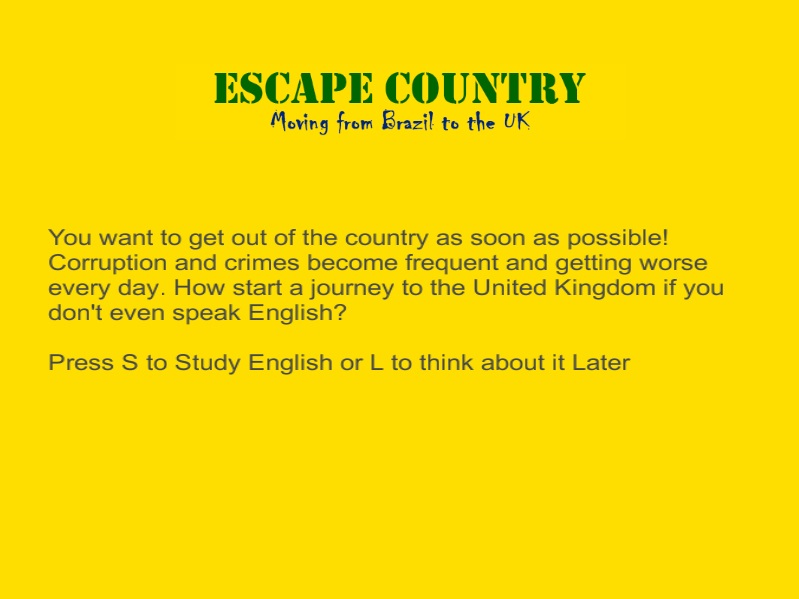 ESCAPE COUNTRY
Moving from Brazil to the UK
You want to get out of the country as soon as possible!
Corruption and crimes become frequent and getting worse
every day. How start a journey to the United Kingdom if you
don't even speak English?
Press S to Study English or L to think about it Later